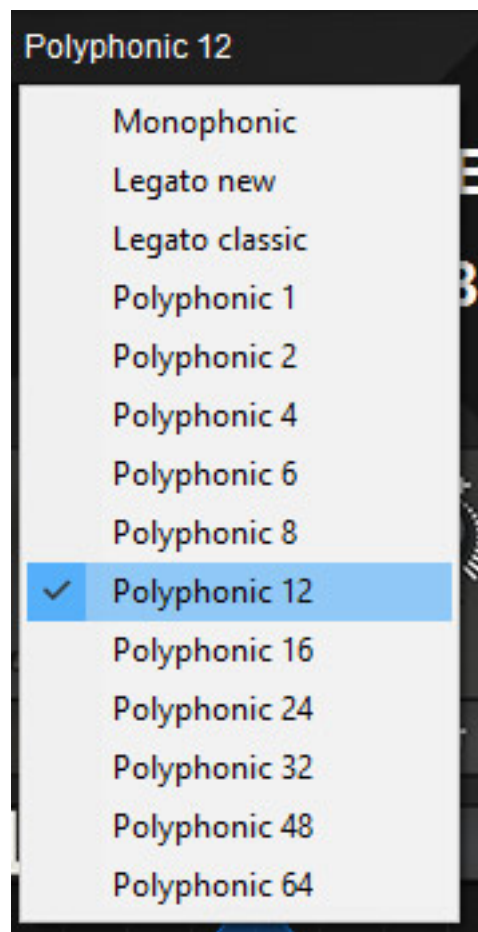 Polyphonic 12
Monophonic
Legato new
Legato classic
Polyphonic 1
Polyphonic 2
Polyphonic 4
Polyphonic 6
Polyphonic 8
Polyphonic 12
Polyphonic 16
Polyphonic 24
Polyphonic 32
Polyphonic 48
Polyphonic 64